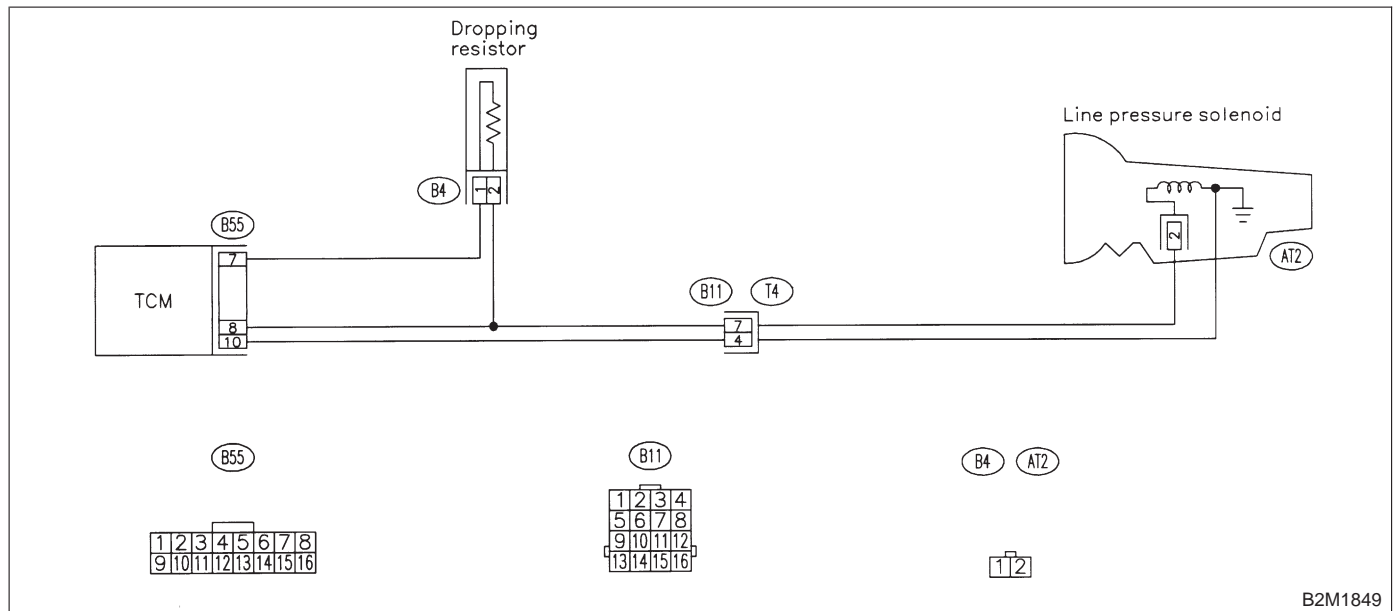 Dropping
resistor
Line pressure solenoid
B4
1 2
B55
7
TCM
8
10
B11 T4
7
4
2
AT2
B55
1 2 3 4 5 6 7 8
9 10 11 12 13 14 15 16
B11
1 2 3 4
5 6 7 8
9 10 11 12
13 14 15 16
B4 AT2
1 2
B2M1849